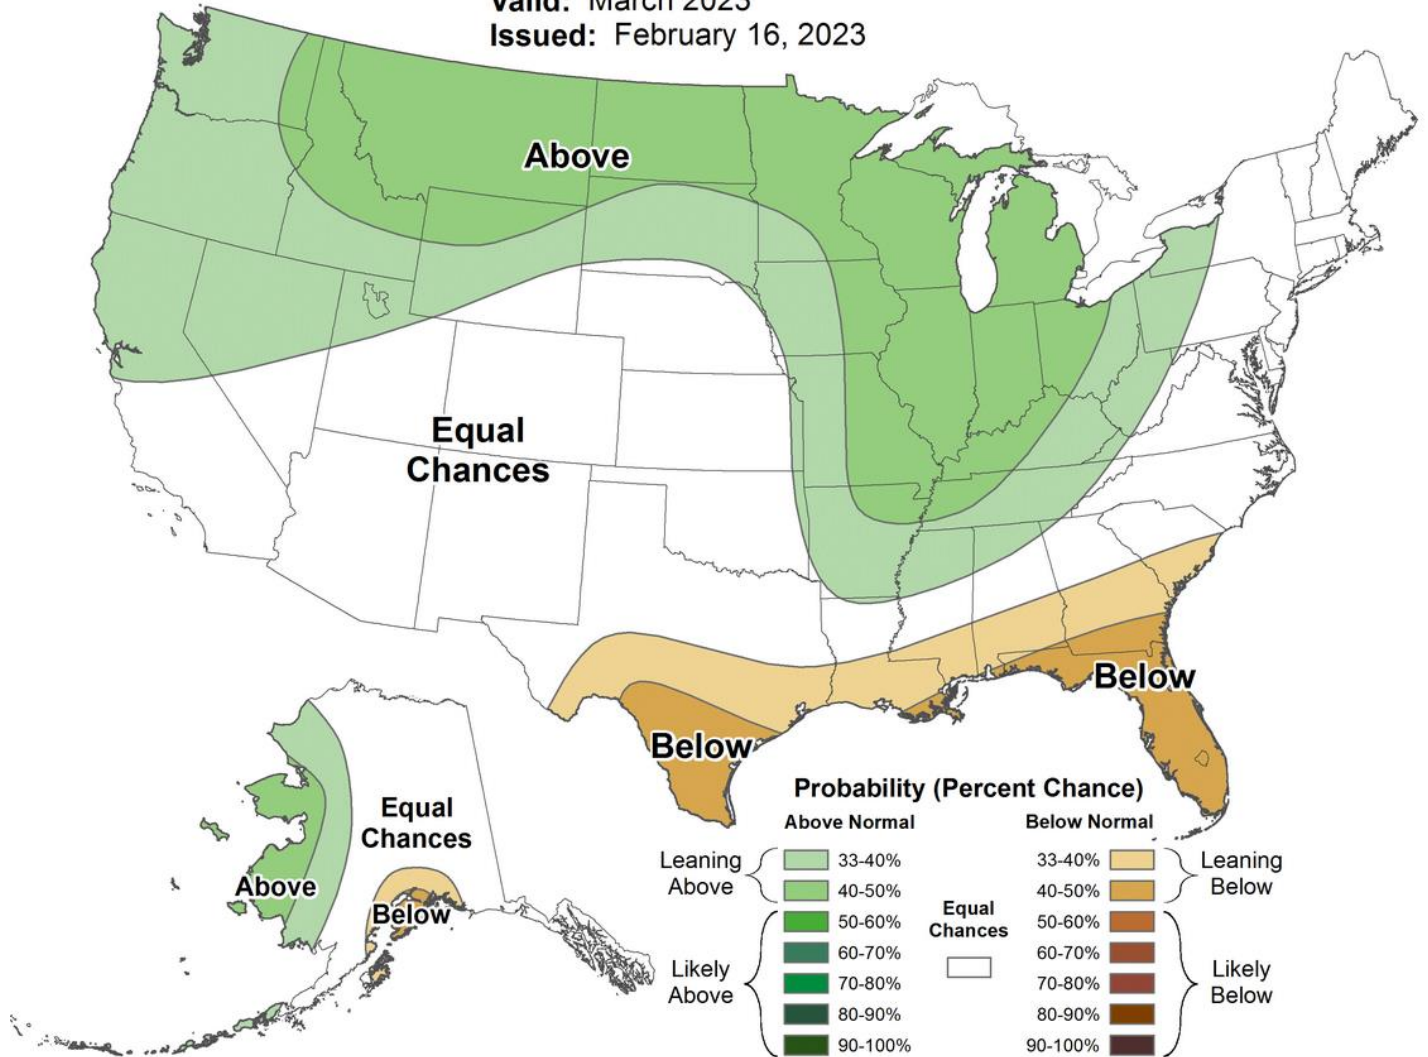 Valid: March 2023
Issued: February 16, 2023
Above
Equal
Chances
Below
Below
Equal
Chances
Above
Below
Probability (Percent Chance)
Above Normal
Below Normal
Leaning
Above
33-40%
40-50%
Likely
Above
50-60%
60-70%
70-80%
80-90%
90-100%
Equal
Chances
33-40%
40-50%
Leaning
Below
50-60%
60-70%
70-80%
80-90%
90-100%
Likely
Below